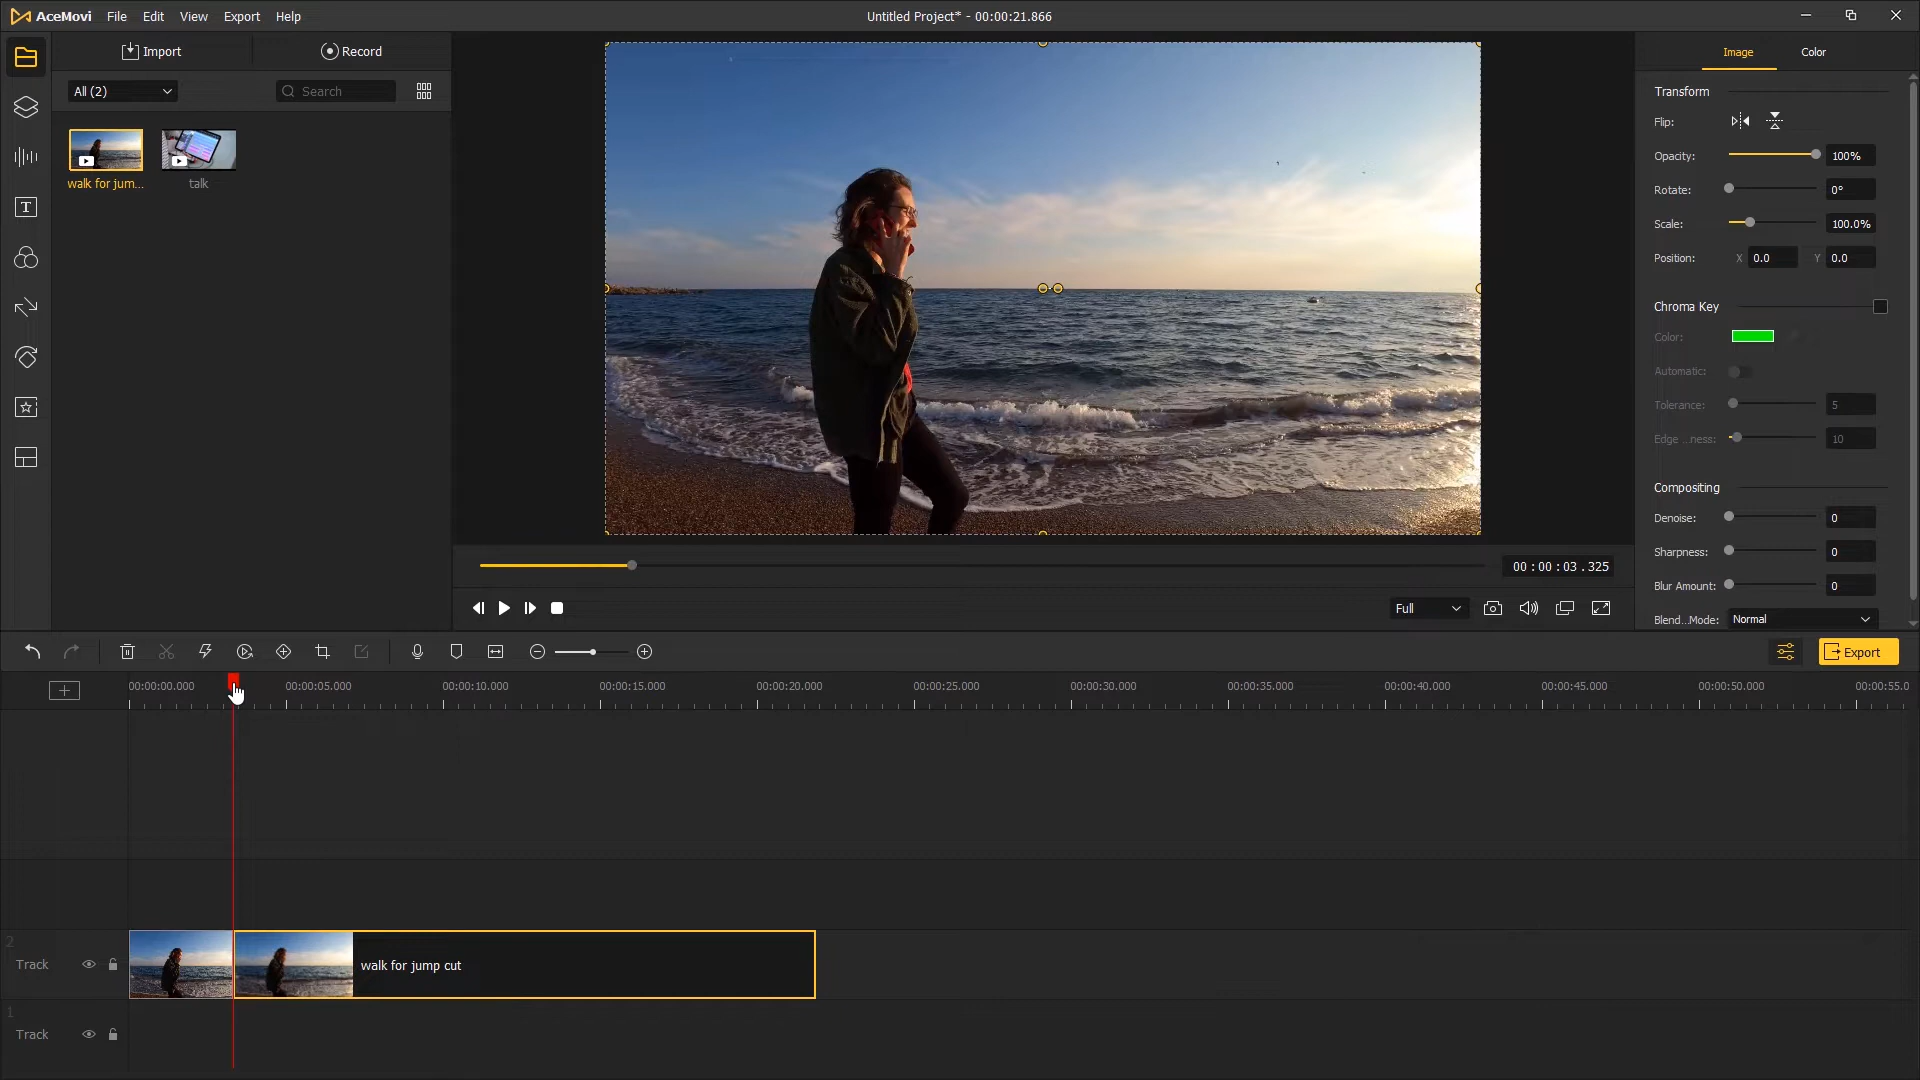 AceMovi File Edit View Export Help
Untitled Project* - 00:00:21.866
Import
Record
All (2)
Search
walk for jum...
talk
00 : 00 : 03 . 325
Full
Image
Color
Transform
Flip:
Opacity: 100%
Rotate: 0°
Scale: 100.0%
Position: X 0.0 Y 0.0
Chroma Key
Color:
Automatic:
Tolerance: 5
Edge ...ness: 10
Compositing
Denoise: 0
Sharpness: 0
Blur Amount: 0
Blend...Mode: Normal
Export
00:00:00.000 00:00:05.000 00:00:10.000 00:00:15.000 00:00:20.000 00:00:25.000 00:00:30.000 00:00:35.000 00:00:40.000 00:00:45.000 00:00:50.000 00:00:55.0
2
Track
walk for jump cut
1
Track